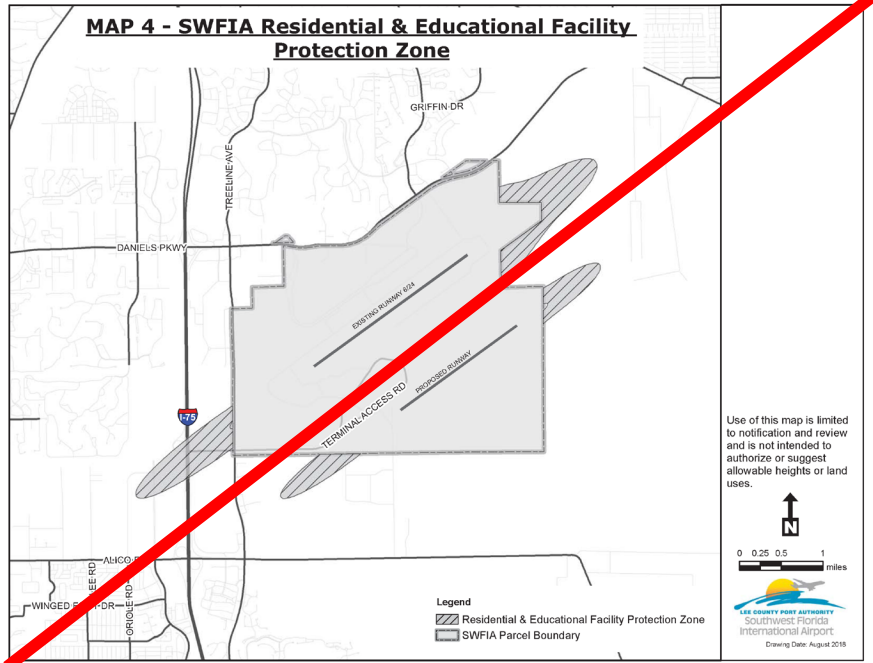 MAP 4 - SWFIA Residential & Educational Facility
Protection Zone
GRIFFIN DR
TREELINE AVE
DANIELS PKWY
EXISTING RUNWAY 6/24
PROPOSED RUNWAY
TERMINAL ACCESS RD
I-75
Use of this map is limited
to notification and review
and is not intended to
authorize or suggest
allowable heights or land
uses.
N
0 0.25 0.5 1
miles
ALICO
EE RD
WINGED
DR
ORIOLE RD
Legend
Residential & Educational Facility Protection Zone
SWFIA Parcel Boundary
LEE COUNTY PORT AUTHORITY
Southwest Florida
International Airport
Drawing Date: August 2018